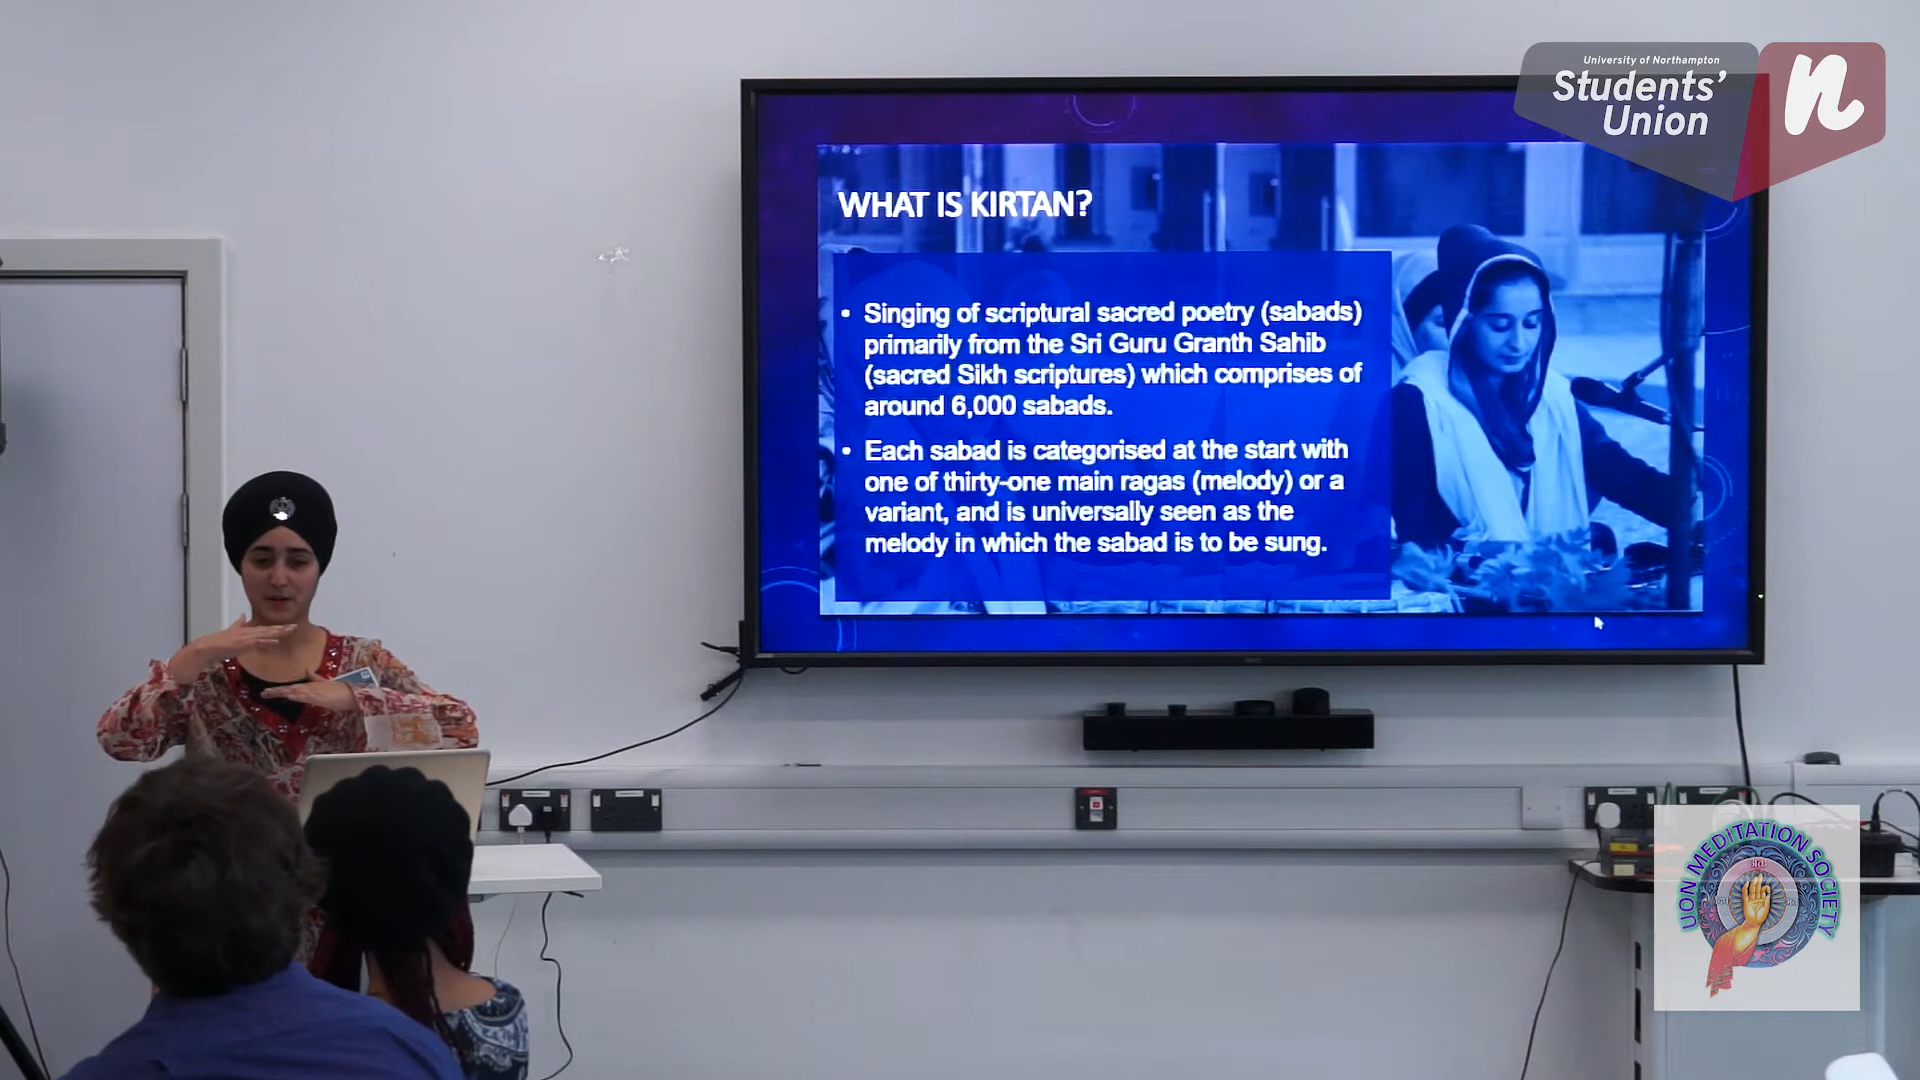 University of Northampton
Students'
Union
n
WHAT IS KIRTAN?
• Singing of scriptural sacred poetry (sabads)
primarily from the Sri Guru Granth Sahib
(sacred Sikh scriptures) which comprises of
around 6,000 sabads.
• Each sabad is categorised at the start with
one of thirty-one main ragas (melody) or a
variant, and is universally seen as the
melody in which the sabad is to be sung.
UON MEDITATION SOCIETY